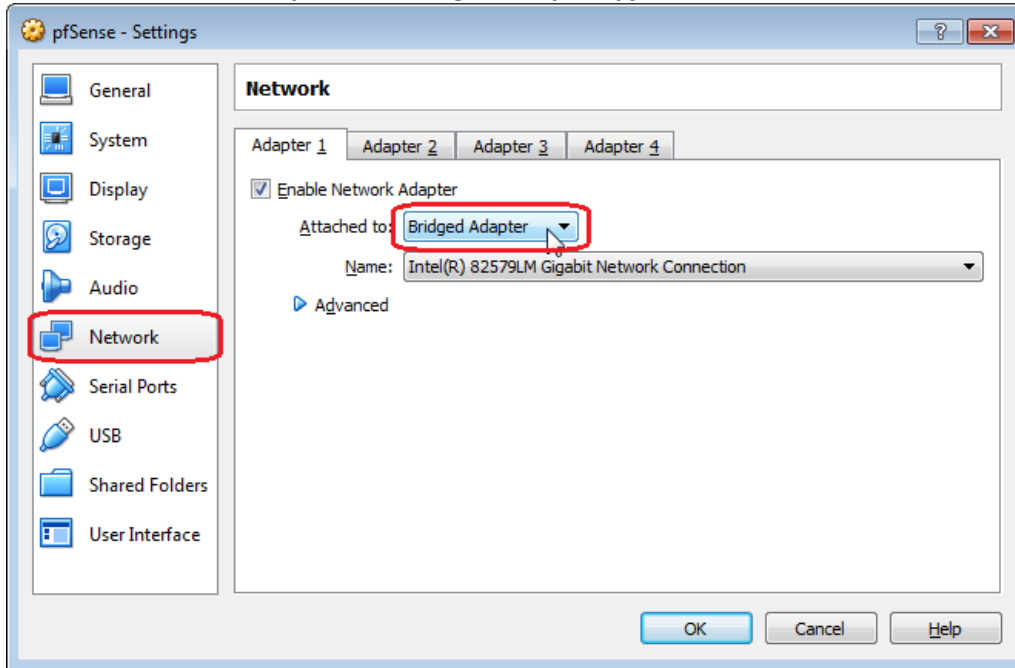 pfSense - Settings
General
System
Display
Storage
Audio
Network
Serial Ports
USB
Shared Folders
User Interface
Network
Adapter 1 Adapter 2 Adapter 3 Adapter 4
Enable Network Adapter
Attached to: Bridged Adapter
Name: Intel(R) 82579LM Gigabit Network Connection
Advanced
OK Cancel Help